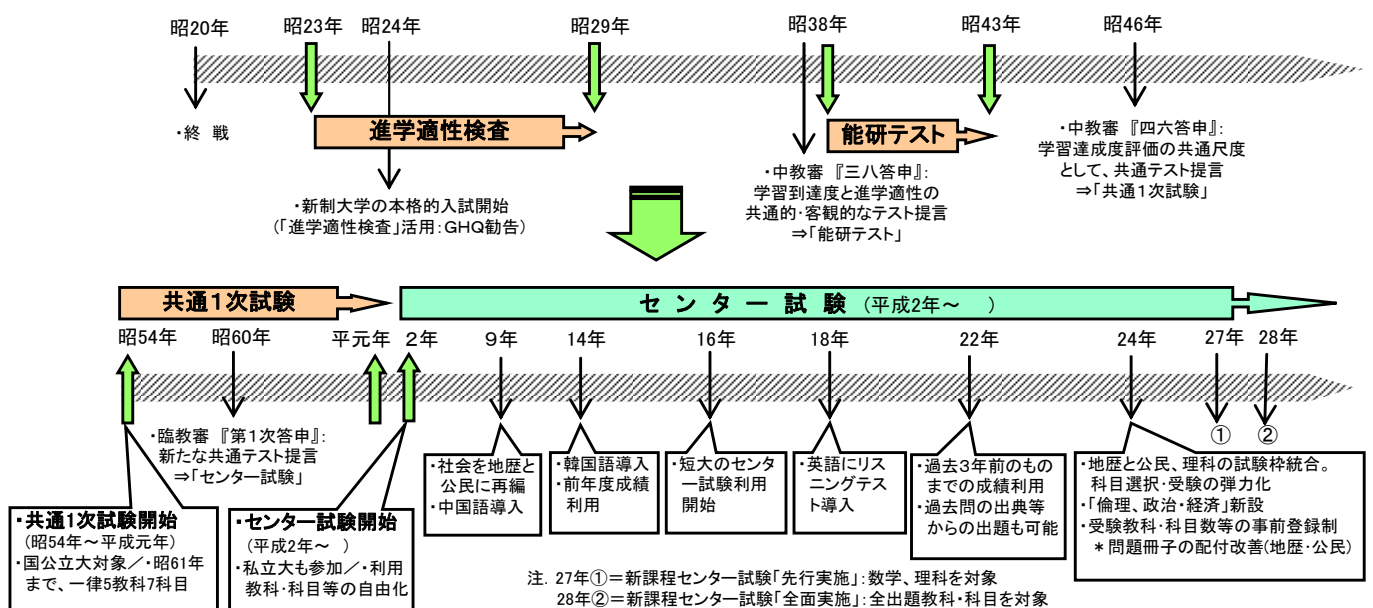 昭20年
昭23年
昭24年
昭29年
昭38年
昭43年
昭46年
・終 戦
進学適性検査
能研テスト
・新制大学の本格的入試開始
(「進学適性検査」活用:GHQ勧告)
・中教審 『三八答申』:
学習到達度と進学適性の
共通的・客観的なテスト提言
⇒「能研テスト」
・中教審 『四六答申』:
学習達成度評価の共通尺度
として、共通テスト提言
⇒「共通1次試験」
共通1次試験
センター試験 (平成2年～ )
昭54年
昭60年
平元年
2年
9年
14年
16年
18年
22年
24年
27年
28年
①
②
・臨教審 『第1次答申』:
新たな共通テスト提言
⇒「センター試験」
・共通1次試験開始
(昭54年～平成元年)
・国公立大対象/・昭61年
まで、一律5教科7科目
・センター試験開始
(平成2年～ )
・私立大も参加/・利用
教科・科目等の自由化
・社会を地歴と
公民に再編
・中国語導入
・韓国語導入
・前年度成績
利用
・短大のセンタ
ー試験利用
開始
・英語にリス
ニングテス
ト導入
・過去3年前のもの
までの成績利用
・過去問の出典等
からの出題も可能
・地歴と公民、理科の試験枠統合。
科目選択・受験の弾力化
・「倫理、政治・経済」新設
・受験教科・科目数等の事前登録制
*問題冊子の配付改善(地歴・公民)
注. 27年①=新課程センター試験「先行実施」:数学、理科を対象
28年②=新課程センター試験「全面実施」:全出題教科・科目を対象